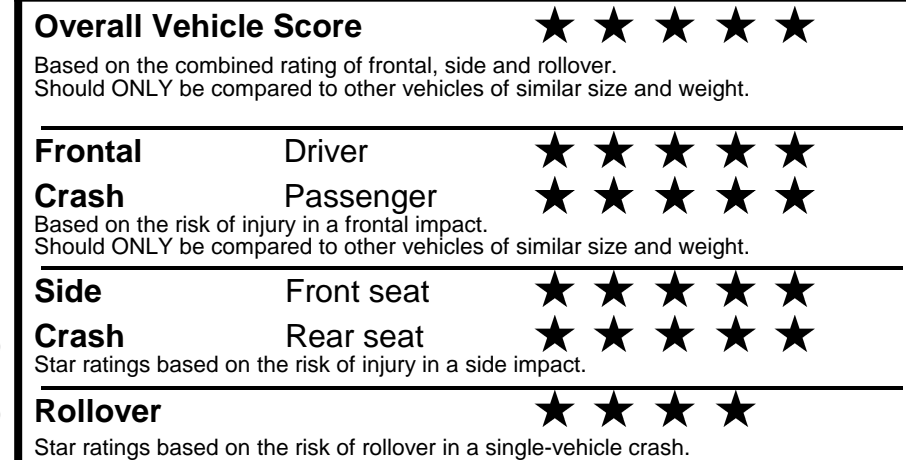 Overall Vehicle Score ★ ★ ★ ★ ★
Based on the combined rating of frontal, side and rollover.
Should ONLY be compared to other vehicles of similar size and weight.
Frontal Driver ★ ★ ★ ★ ★
Crash Passenger ★ ★ ★ ★ ★
Based on the risk of injury in a frontal impact.
Should ONLY be compared to other vehicles of similar size and weight.
Side Front seat ★ ★ ★ ★ ★
Crash Rear seat ★ ★ ★ ★ ★
Star ratings based on the risk of injury in a side impact.
Rollover ★ ★ ★ ★
Star ratings based on the risk of rollover in a single-vehicle crash.